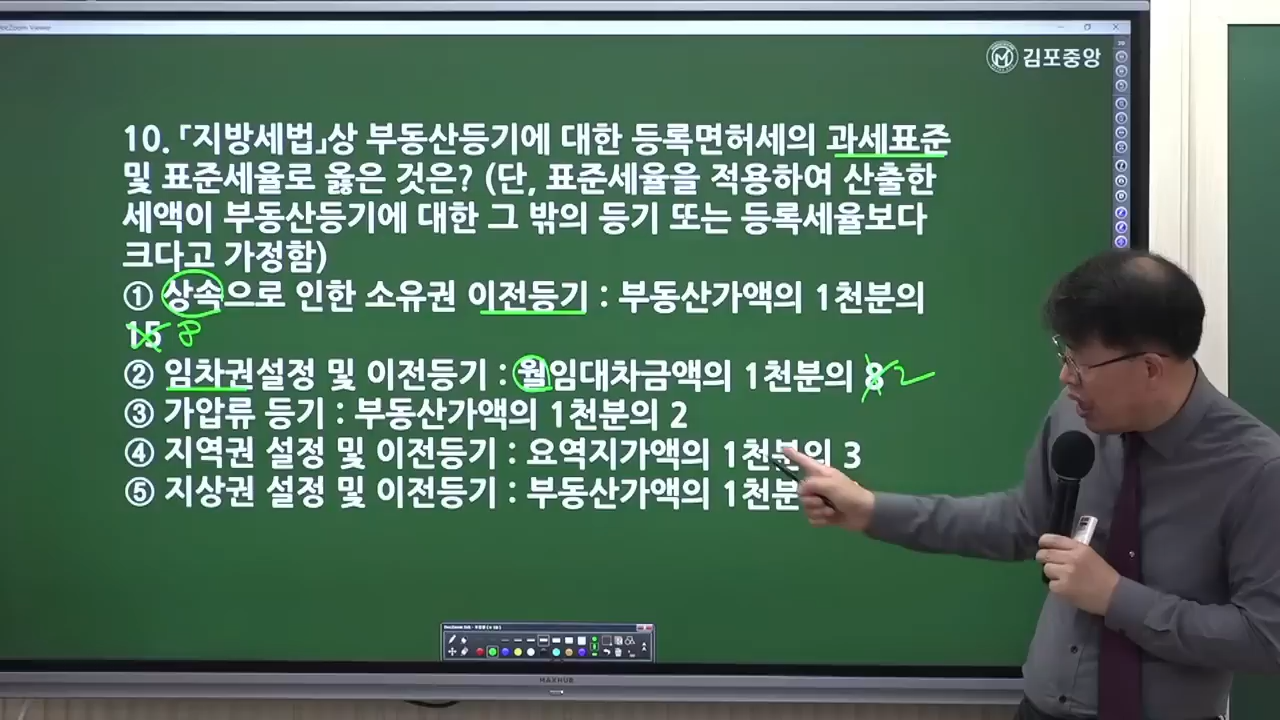 김포중앙
10. 「지방세법」상 부동산등기에 대한 등록면허세의 과세표준
및 표준세율로 옳은 것은? (단, 표준세율을 적용하여 산출한
세액이 부동산등기에 대한 그 밖의 등기 또는 등록세율보다
크다고 가정함)
① 상속으로 인한 소유권 이전등기 : 부동산가액의 1천분의
15 8
② 임차권설정 및 이전등기 : 월임대차금액의 1천분의 8 2
③ 가압류 등기 : 부동산가액의 1천분의 2
④ 지역권 설정 및 이전등기 : 요역지가액의 1천분의 3
⑤ 지상권 설정 및 이전등기 : 부동산가액의 1천분
MAXHUB